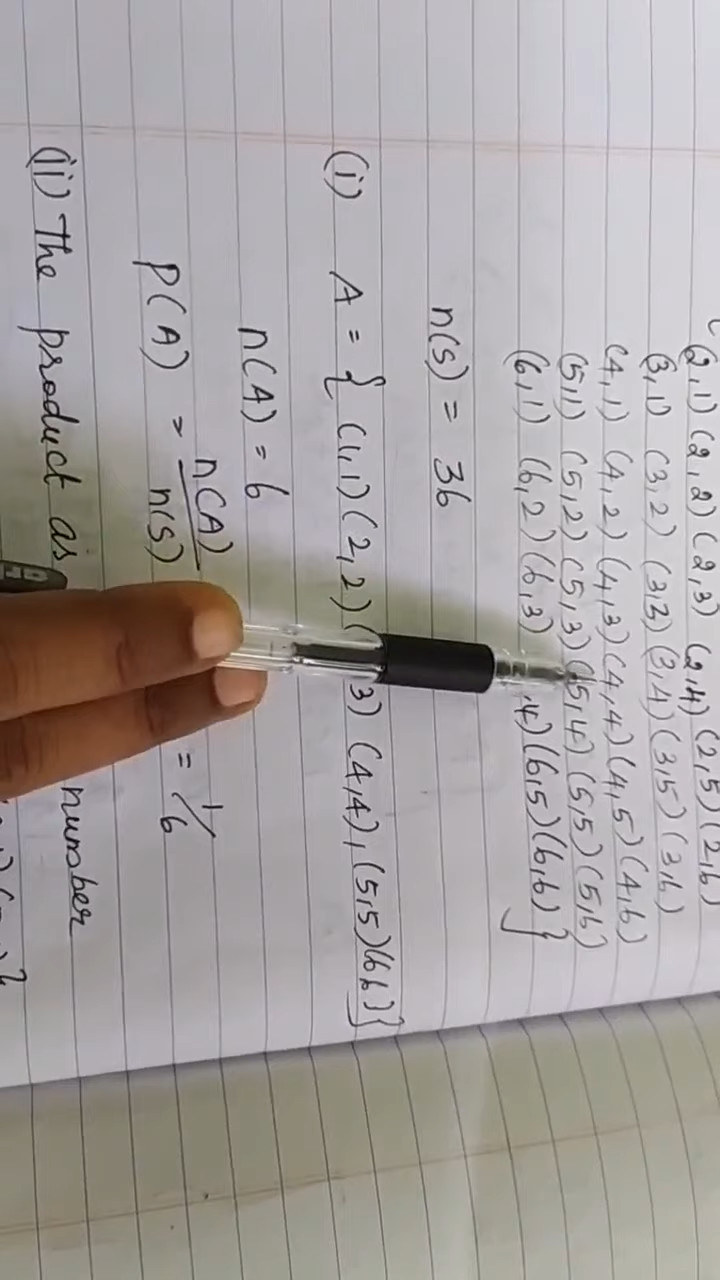 (2,1) (2,2) (2,3) (2,4) (2,5) (2,6)
(3,1) (3,2) (3,3) (3,4) (3,5) (3,6)
(4,1) (4,2) (4,3) (4,4) (4,5) (4,6)
(5,1) (5,2) (5,3) (5,4) (5,5) (5,6)
(6,1) (6,2) (6,3) ,4) (6,5) (6,6) }
n(S) = 36
(i) A = { (1,1) (2,2) ( 3) (4,4), (5,5) (6,6) }
n(A) = 6
P(A) = n(A) / n(S) = 1/6
(ii) The product as number